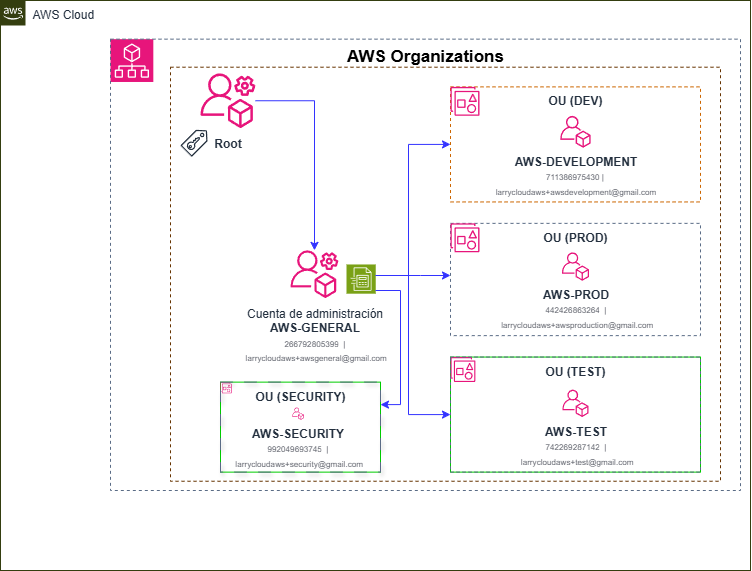 aws
AWS Cloud
AWS Organizations
Root
Cuenta de administración
AWS-GENERAL
266792805399 |
larrycloudaws+awsgeneral@gmail.com
OU (SECURITY)
AWS-SECURITY
992049693745 |
larrycloudaws+security@gmail.com
OU (DEV)
AWS-DEVELOPMENT
711386975430 |
larrycloudaws+awsdevelopment@gmail.com
OU (PROD)
AWS-PROD
442426863264 |
larrycloudaws+awsproduction@gmail.com
OU (TEST)
AWS-TEST
742269287142 |
larrycloudaws+test@gmail.com